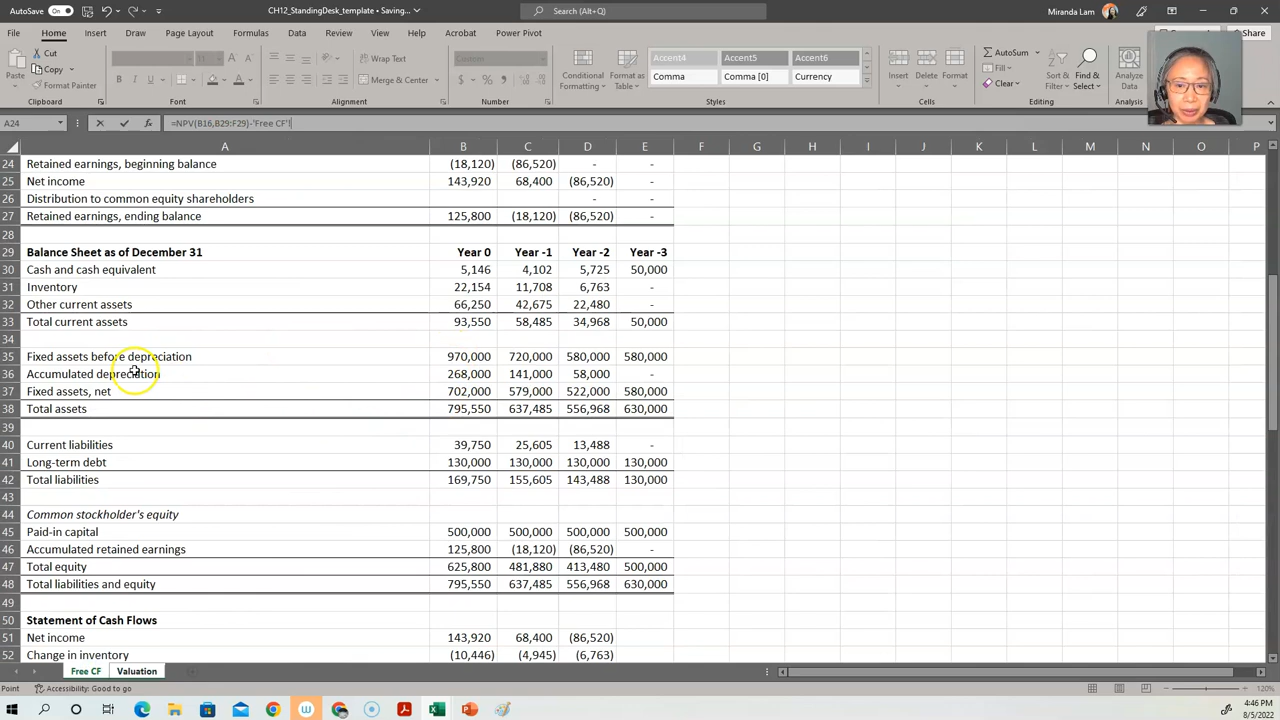 AutoSave On CH12_StandingDesk_template • Saving... Search (Alt+Q) Miranda Lam
File Home Insert Draw Page Layout Formulas Data Review View Help Acrobat Power Pivot Share
Paste Cut Copy Format Painter Clipboard
B I U Font
Wrap Text Merge & Center Alignment
Custom $ % Number
Conditional Formatting Format as Table
Accent4 Accent5 Accent6
Comma Comma [0] Currency
Styles
Insert Delete Format Cells
AutoSum Fill Clear Sort & Filter Find & Select Editing
Analyze Data Analysis
A24 =NPV(B16,B29:F29)-'Free CF'!
A B C D E F G H I J K L M N O P
24 Retained earnings, beginning balance (18,120) (86,520) - -
25 Net income 143,920 68,400 (86,520) -
26 Distribution to common equity shareholders - -
27 Retained earnings, ending balance 125,800 (18,120) (86,520) -
28
29 Balance Sheet as of December 31 Year 0 Year -1 Year -2 Year -3
30 Cash and cash equivalent 5,146 4,102 5,725 50,000
31 Inventory 22,154 11,708 6,763 -
32 Other current assets 66,250 42,675 22,480 -
33 Total current assets 93,550 58,485 34,968 50,000
34
35 Fixed assets before depreciation 970,000 720,000 580,000 580,000
36 Accumulated depreciation 268,000 141,000 58,000 -
37 Fixed assets, net 702,000 579,000 522,000 580,000
38 Total assets 795,550 637,485 556,968 630,000
39
40 Current liabilities 39,750 25,605 13,488 -
41 Long-term debt 130,000 130,000 130,000 130,000
42 Total liabilities 169,750 155,605 143,488 130,000
43
44 Common stockholder's equity
45 Paid-in capital 500,000 500,000 500,000 500,000
46 Accumulated retained earnings 125,800 (18,120) (86,520) -
47 Total equity 625,800 481,880 413,480 500,000
48 Total liabilities and equity 795,550 637,485 556,968 630,000
49
50 Statement of Cash Flows
51 Net income 143,920 68,400 (86,520)
52 Change in inventory (10,446) (4,945) (6,763)
Free CF Valuation
Point Accessibility: Good to go 120%
4:46 PM
8/5/2022